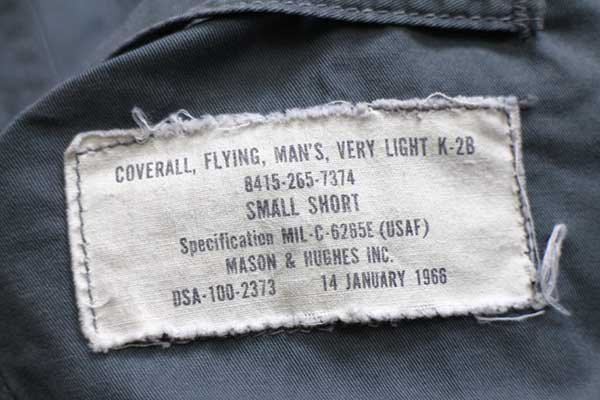 COVERALL, FLYING, MAN'S, VERY LIGHT K-2B
8415-265-7374
SMALL SHORT
Specification MIL-C-6265E (USAF)
MASON & HUGHES INC.
DSA-100-2373 14 JANUARY 1966